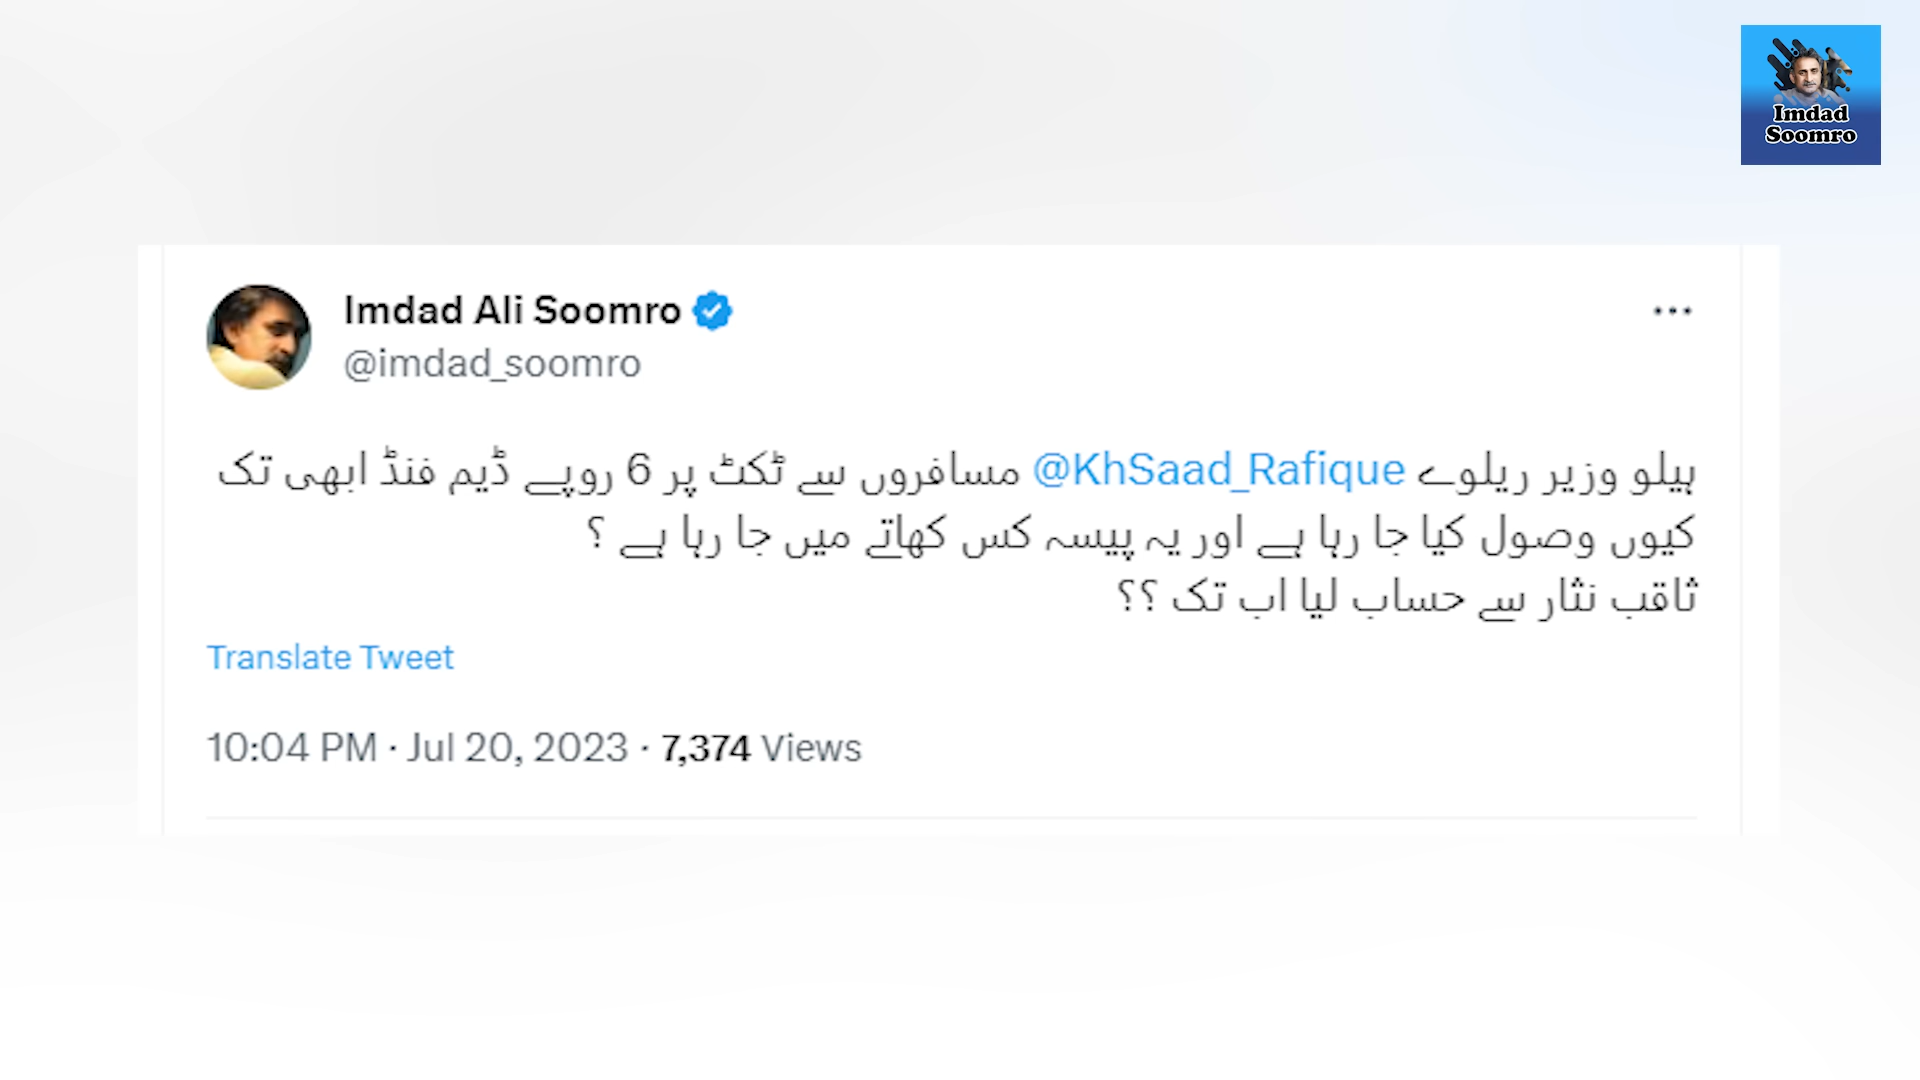 Imdad
Soomro
Imdad Ali Soomro
@imdad_soomro
ہیلو وزیر ریلوے @KhSaad_Rafique مسافروں سے ٹکٹ پر 6 روپے ڈیم فنڈ ابھی تک
کیوں وصول کیا جا رہا ہے اور یہ پیسہ کس کھاتے میں جا رہا ہے ؟
ثاقب نثار سے حساب لیا اب تک ؟؟
Translate Tweet
10:04 PM · Jul 20, 2023 · 7,374 Views